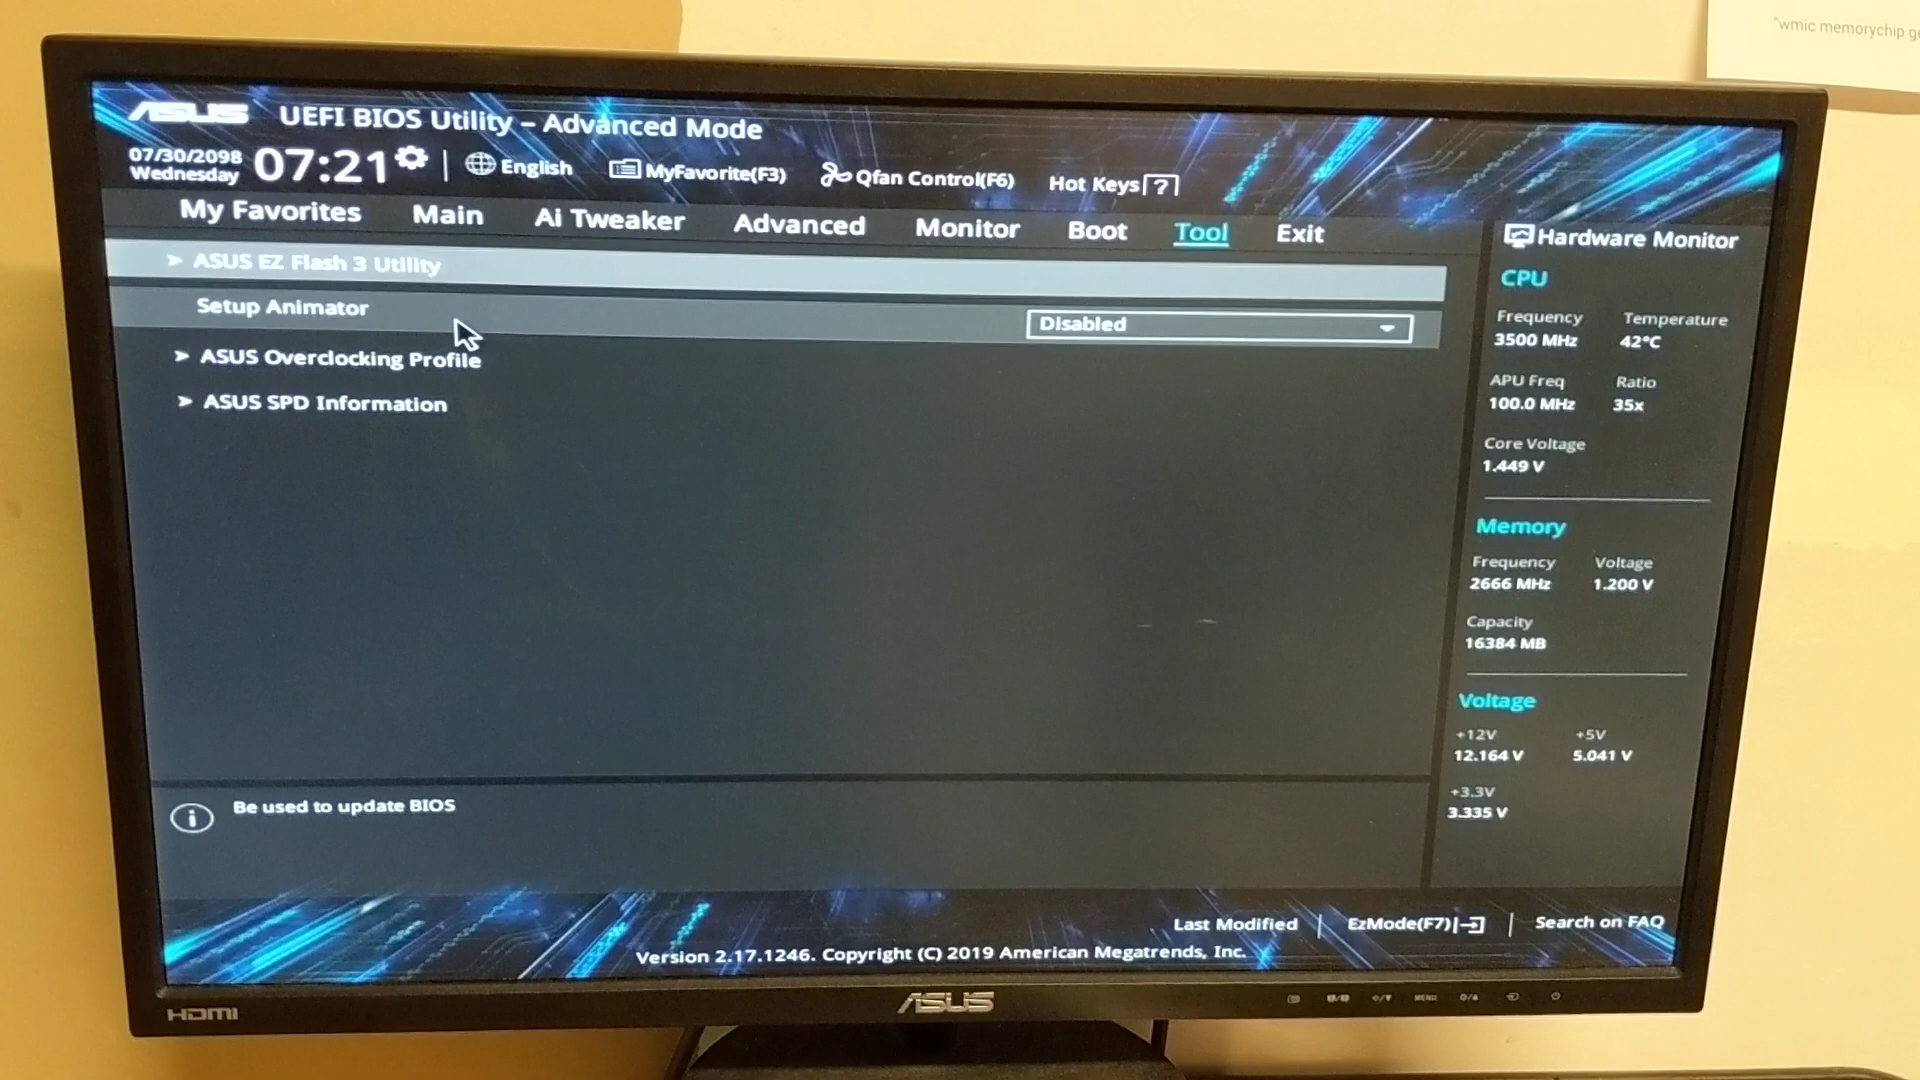 "wmic memorychip
ASUS UEFI BIOS Utility – Advanced Mode
07/30/2098
Wednesday
07:21
English
MyFavorite(F3)
Qfan Control(F6)
Hot Keys ?
My Favorites Main Ai Tweaker Advanced Monitor Boot Tool Exit
> ASUS EZ Flash 3 Utility
Setup Animator
Disabled
> ASUS Overclocking Profile
> ASUS SPD Information
Be used to update BIOS
Hardware Monitor
CPU
Frequency Temperature
3500 MHz 42°C
APU Freq Ratio
100.0 MHz 35x
Core Voltage
1.449 V
Memory
Frequency Voltage
2666 MHz 1.200 V
Capacity
16384 MB
Voltage
+12V +5V
12.164 V 5.041 V
+3.3V
3.335 V
Last Modified | EzMode(F7) | Search on FAQ
Version 2.17.1246. Copyright (C) 2019 American Megatrends, Inc.
HDMI
ASUS
MENU